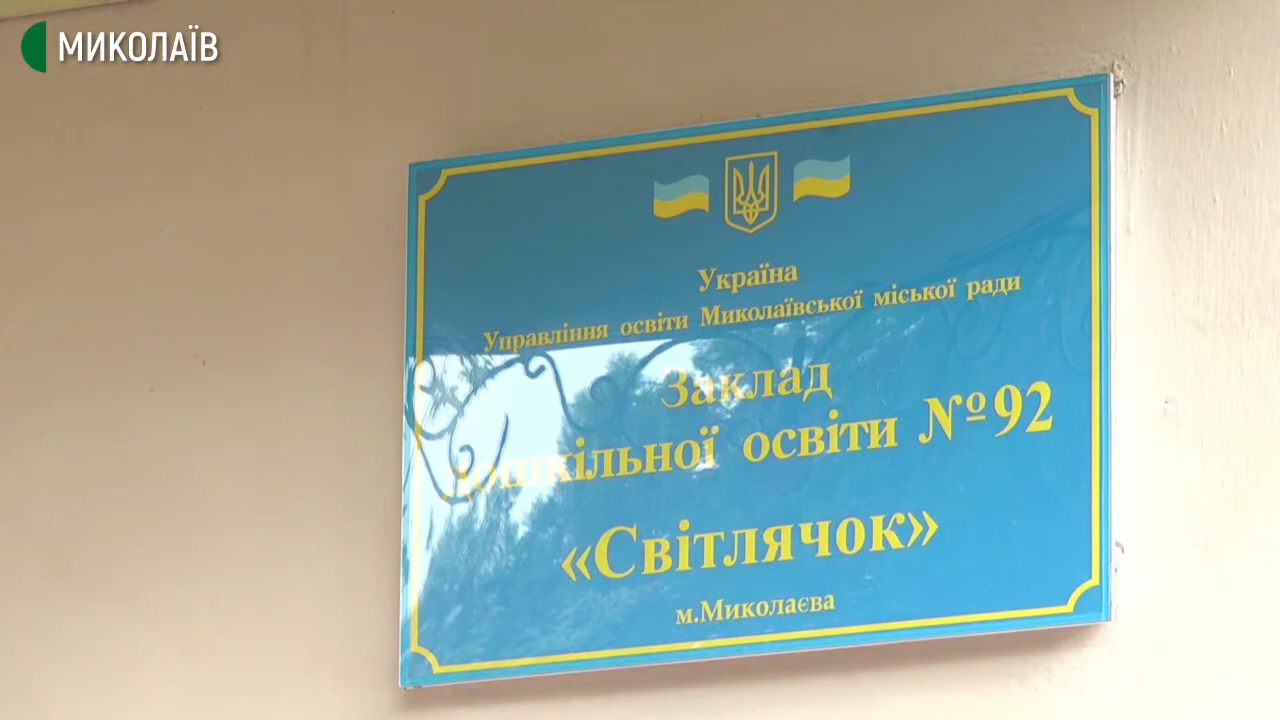 МИКОЛАЇВ
Україна
Управління освіти Миколаївської міської ради
Заклад
дошкільної освіти №92
«Світлячок»
м.Миколаєва